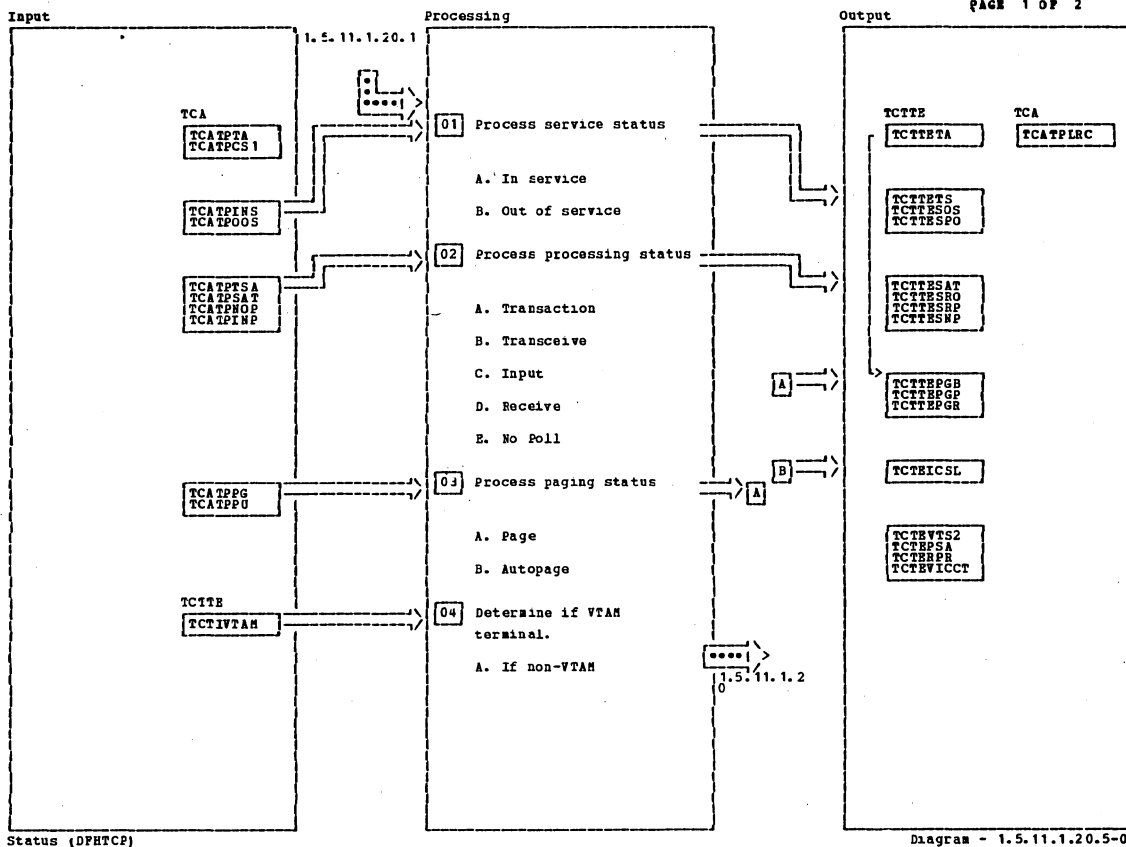 PAGE 1 OF 2
Input
Processing
Output
1.5.11.1.20.1
TCA
TCATPTA
TCATPCS1
TCATPINS
TCATPOOS
TCATPTSA
TCATPSAT
TCATPNOP
TCATPINP
TCATPPG
TCATPPU
TCTTE
TCTIVTAM
01 Process service status
A. In service
B. Out of service
02 Process processing status
A. Transaction
B. Transceive
C. Input
D. Receive
E. No Poll
03 Process paging status
A. Page
B. Autopage
04 Determine if VTAM
terminal.
A. If non-VTAM
A
B
A
1.5.11.1.2
0
TCTTE
TCTTETA
TCA
TCATPLRC
TCTTETS
TCTTESOS
TCTTESPO
TCTTESAT
TCTTESRO
TCTTESRP
TCTTESNP
TCTTEPGB
TCTTEPGP
TCTTEPGR
TCTEICSL
TCTEVTS2
TCTEPSA
TCTERPR
TCTEVICCT
Status (DFHTCP)
Diagram - 1.5.11.1.20.5-0